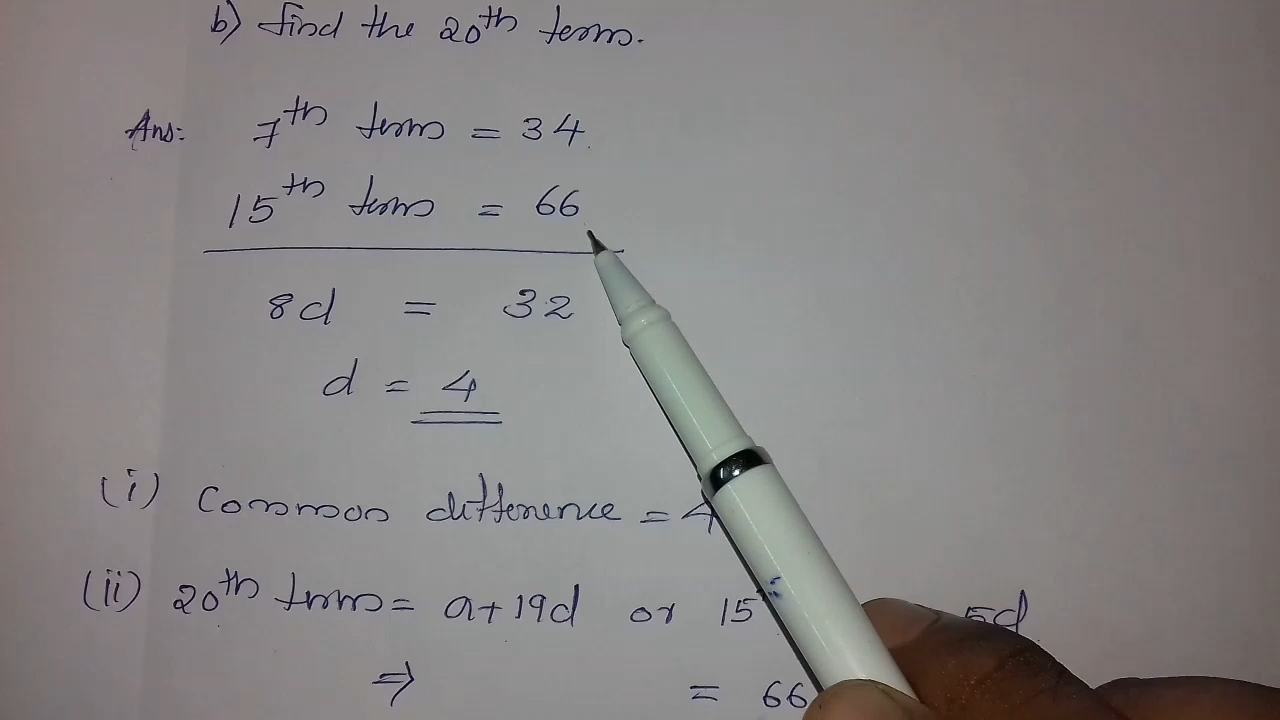 b) find the 20th term.
Ans: 7th term = 34
15th term = 66
8d = 32
d = 4
(i) Common difference = 4
(ii) 20th term = a+19d or 15 5d
⇒ = 66